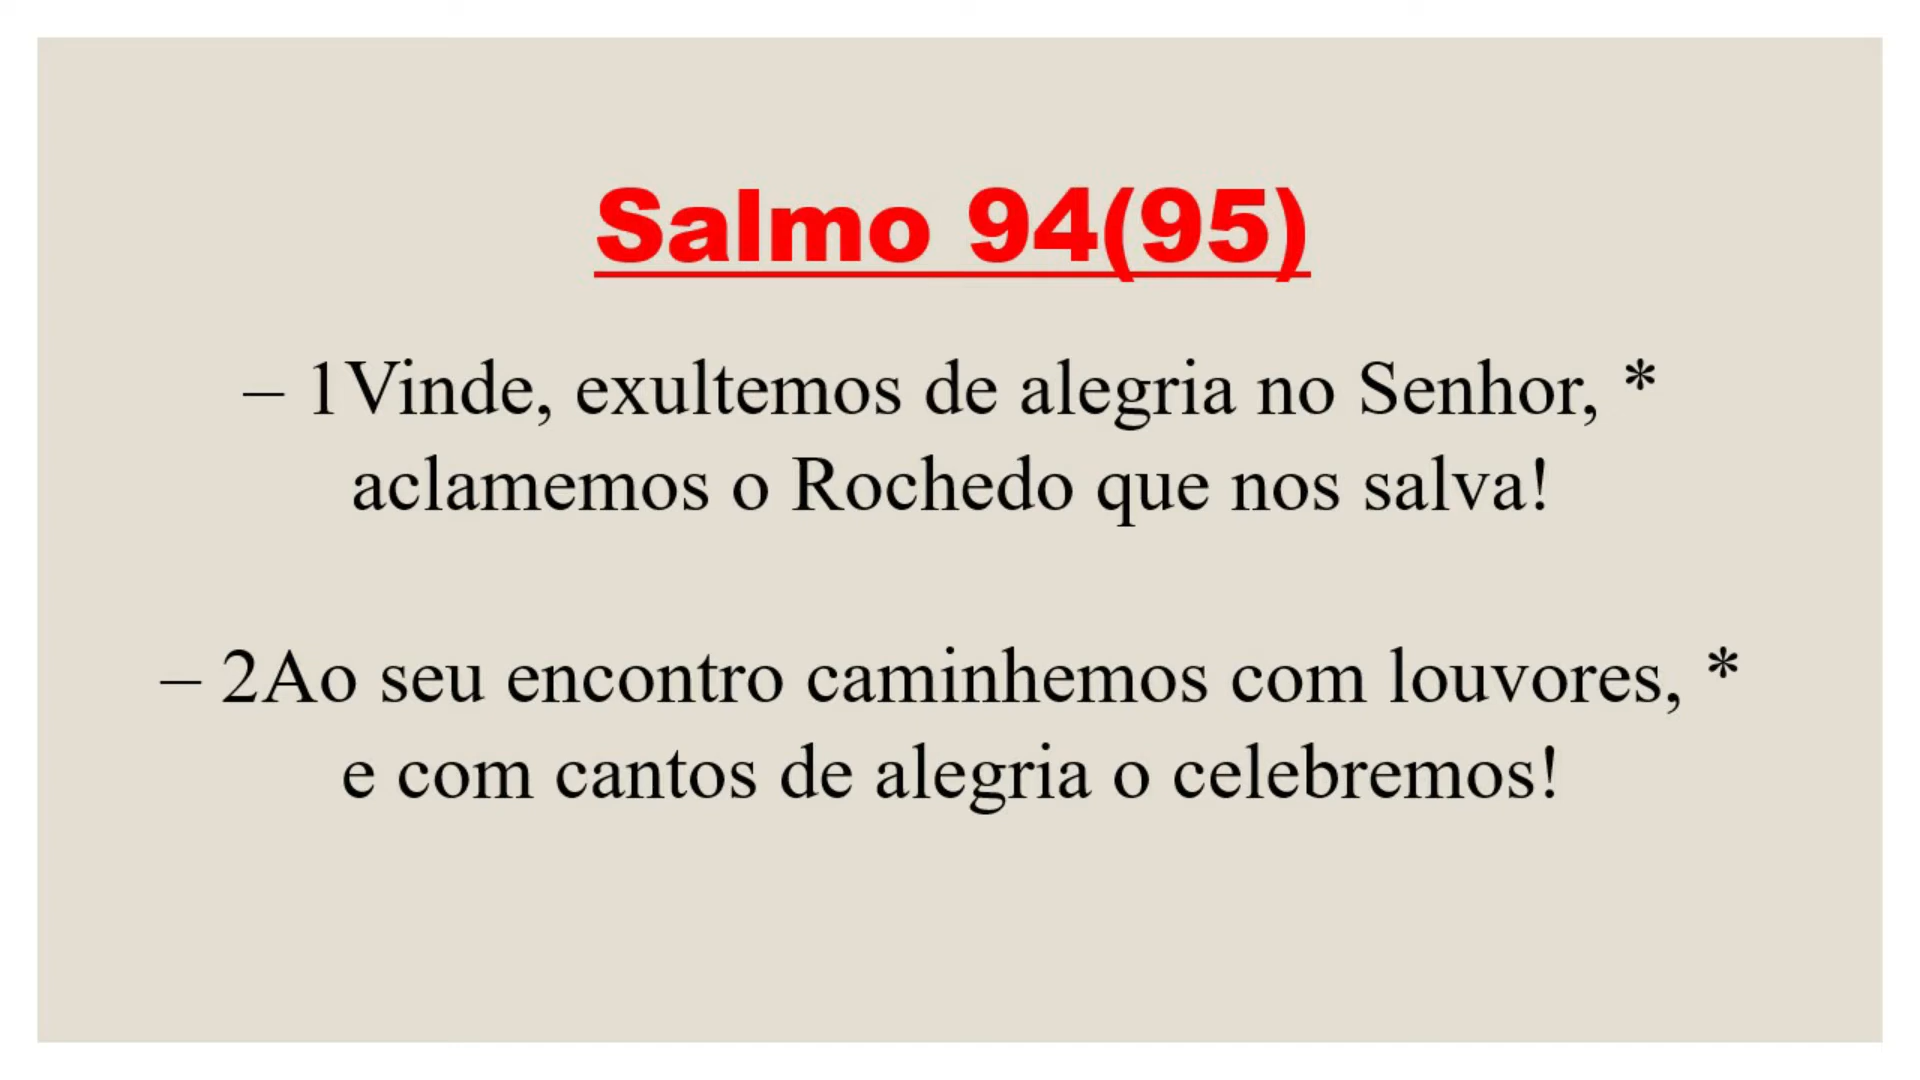 Salmo 94(95)
– 1Vinde, exultemos de alegria no Senhor, *
aclamemos o Rochedo que nos salva!
– 2Ao seu encontro caminhemos com louvores, *
e com cantos de alegria o celebremos!